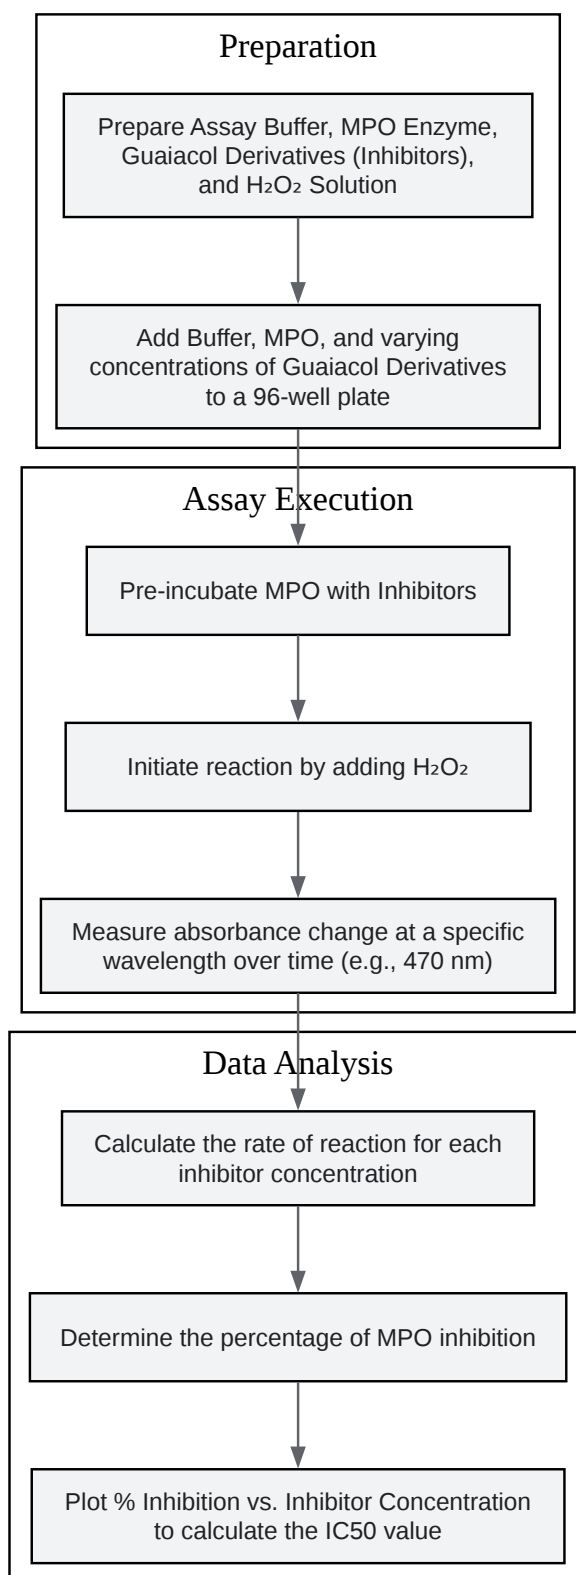 Preparation
Prepare Assay Buffer, MPO Enzyme,
Guaiacol Derivatives (Inhibitors),
and H₂O₂ Solution
Add Buffer, MPO, and varying
concentrations of Guaiacol Derivatives
to a 96-well plate
Assay Execution
Pre-incubate MPO with Inhibitors
Initiate reaction by adding H₂O₂
Measure absorbance change at a specific
wavelength over time (e.g., 470 nm)
Data Analysis
Calculate the rate of reaction for each
inhibitor concentration
Determine the percentage of MPO inhibition
Plot % Inhibition vs. Inhibitor Concentration
to calculate the IC50 value